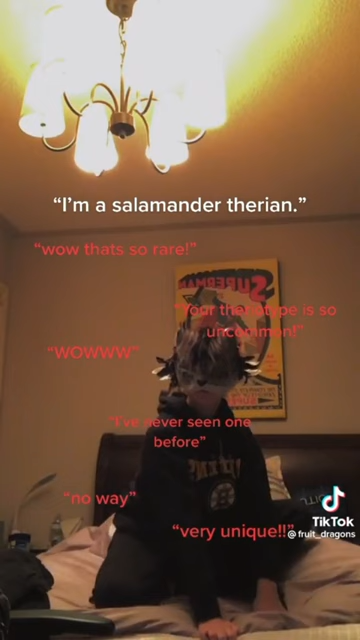 “I’m a salamander therian.”
“wow thats so rare!”
SUPERMAN
“Your theriotype is so
uncommon!”
“WOWWW”
“I’ve never seen one
before”
“no way”
“very unique!!”
TikTok
@fruit_dragons